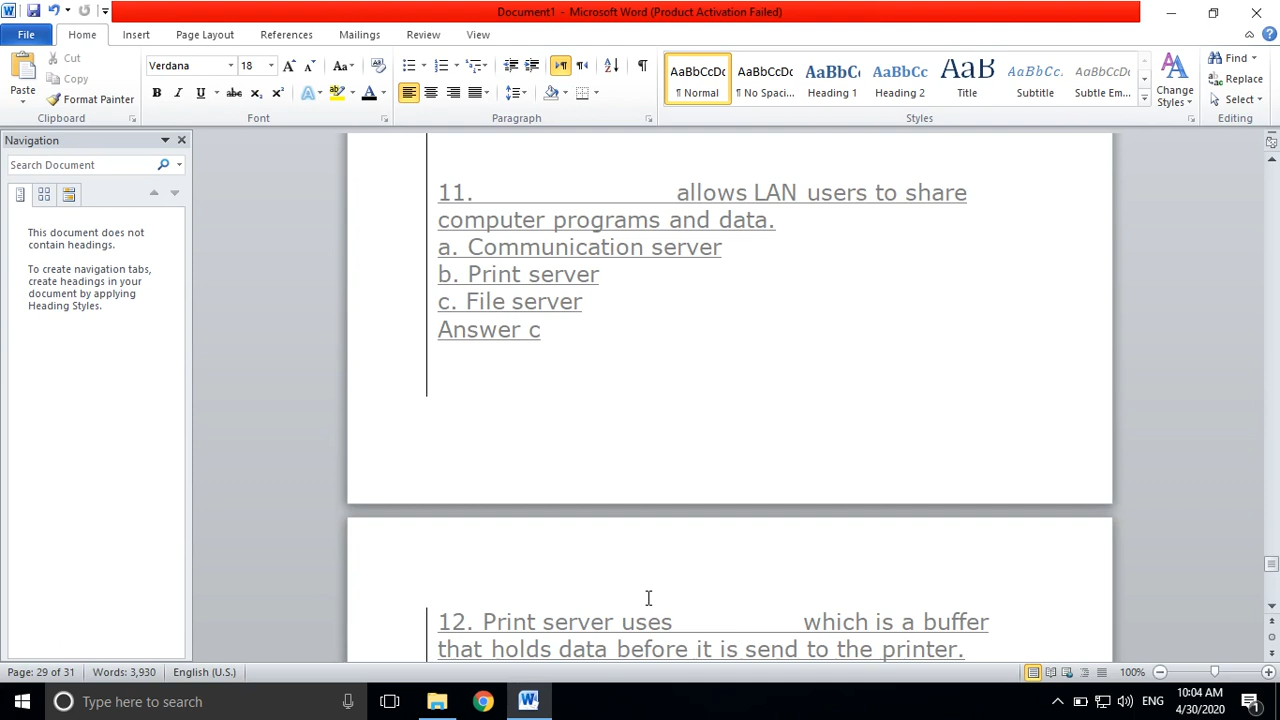 Document1 - Microsoft Word (Product Activation Failed)
File Home Insert Page Layout References Mailings Review View
Paste
Cut
Copy
Format Painter
Clipboard
Verdana 18
Font
Paragraph
AaBbCcDc AaBbCcDc AaBbC AaBbCc AaB AaBbCc. AaBbCcDc
¶ Normal ¶ No Spaci... Heading 1 Heading 2 Title Subtitle Subtle Em...
Change
Styles
Styles
Find
Replace
Select
Editing
Navigation
Search Document
This document does not
contain headings.
To create navigation tabs,
create headings in your
document by applying
Heading Styles.
11. ______________ allows LAN users to share
computer programs and data.
a. Communication server
b. Print server
c. File server
Answer c
12. Print server uses _________ which is a buffer
that holds data before it is send to the printer.
Page: 29 of 31 Words: 3,930 English (U.S.) 100%
Type here to search
ENG
10:04 AM
4/30/2020